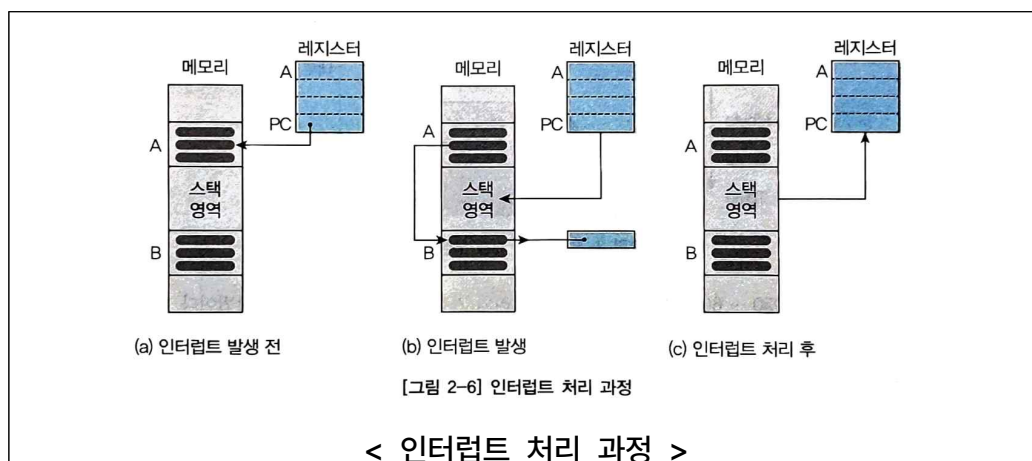 레지스터
메모리
A
PC
A
스택
영역
B
(a) 인터럽트 발생 전
레지스터
메모리
A
PC
A
스택
영역
B
(b) 인터럽트 발생
레지스터
메모리
A
PC
A
스택
영역
B
(c) 인터럽트 처리 후
[그림 2-6] 인터럽트 처리 과정
< 인터럽트 처리 과정 >